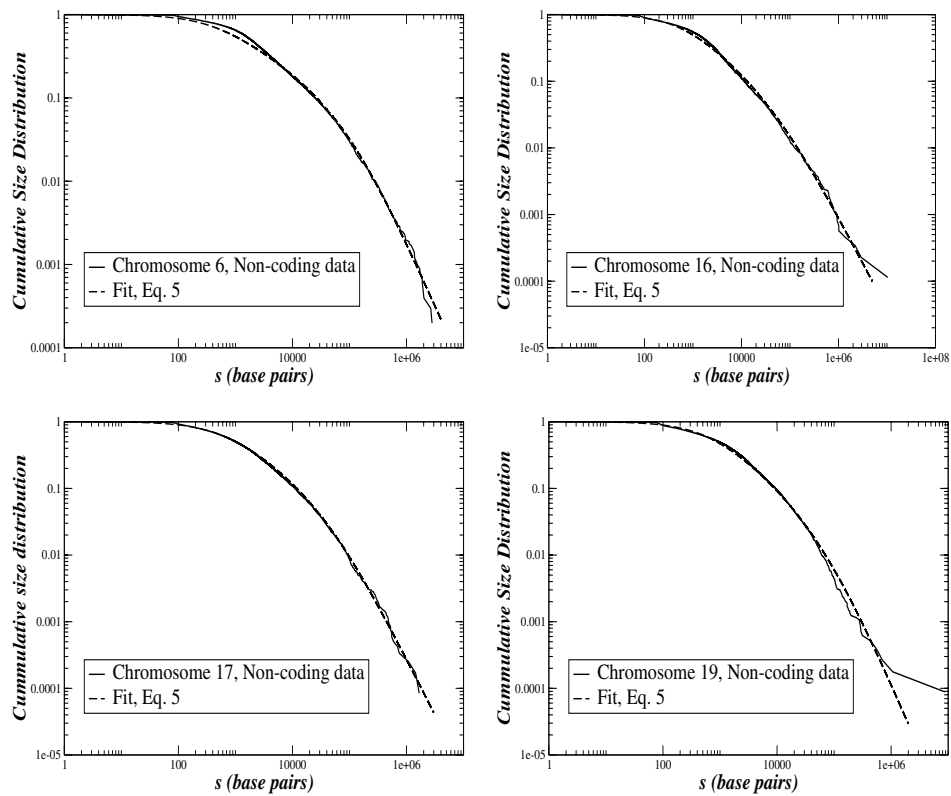 1
0.1
0.01
0.001
0.0001
Cumulative Size Distribution
Chromosome 6, Non-coding data
Fit, Eq. 5
1 100 10000 1e+06
s (base pairs)
1
0.1
0.01
0.001
0.0001
1e-05
Cumulative Size Distribution
Chromosome 16, Non-coding data
Fit, Eq. 5
1 100 10000 1e+06 1e+08
s (base pairs)
1
0.1
0.01
0.001
0.0001
1e-05
Cummulative size distribution
Chromosome 17, Non-coding data
Fit, Eq. 5
1 100 10000 1e+06
s (base pairs)
1
0.1
0.01
0.001
0.0001
1e-05
Cummulative Size Distribution
Chromosome 19, Non-coding data
Fit, Eq. 5
1 100 10000 1e+06
s (base pairs)